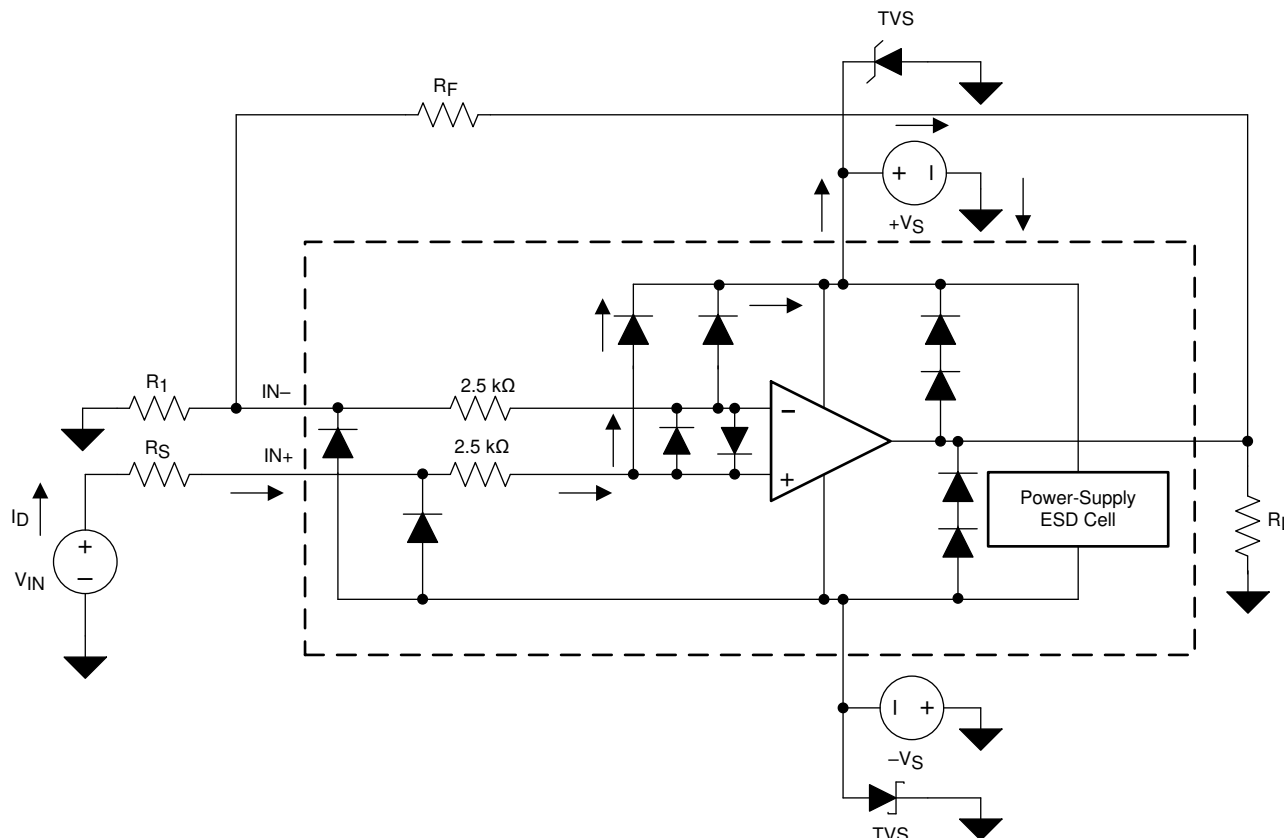 TVS
RF
+ −
+VS
R1
IN−
2.5 kΩ
−
RS
IN+
2.5 kΩ
+
ID
+
−
VIN
Power-Supply
ESD Cell
− +
−VS
TVS